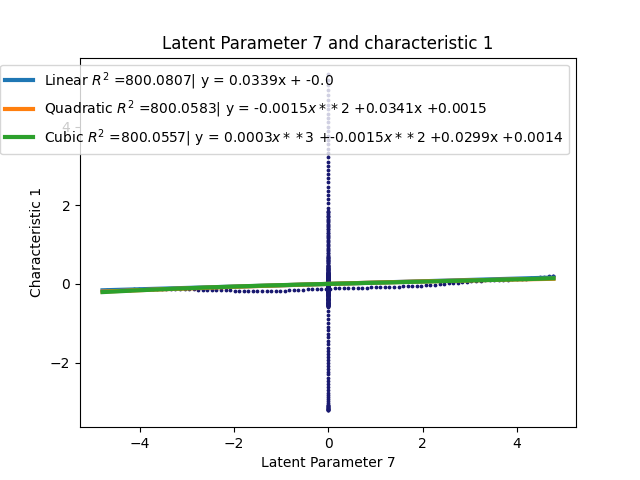 Latent Parameter 7 and characteristic 1
Linear R² =800.0807| y = 0.0339x + -0.0
Quadratic R² =800.0583| y = -0.0015x * *2 +0.0341x +0.0015
Cubic R² =800.0557| y = 0.0003x * *3 +-0.0015x * *2 +0.0299x +0.0014
4
2
0
−2
Characteristic 1
−4 −2 0 2 4
Latent Parameter 7